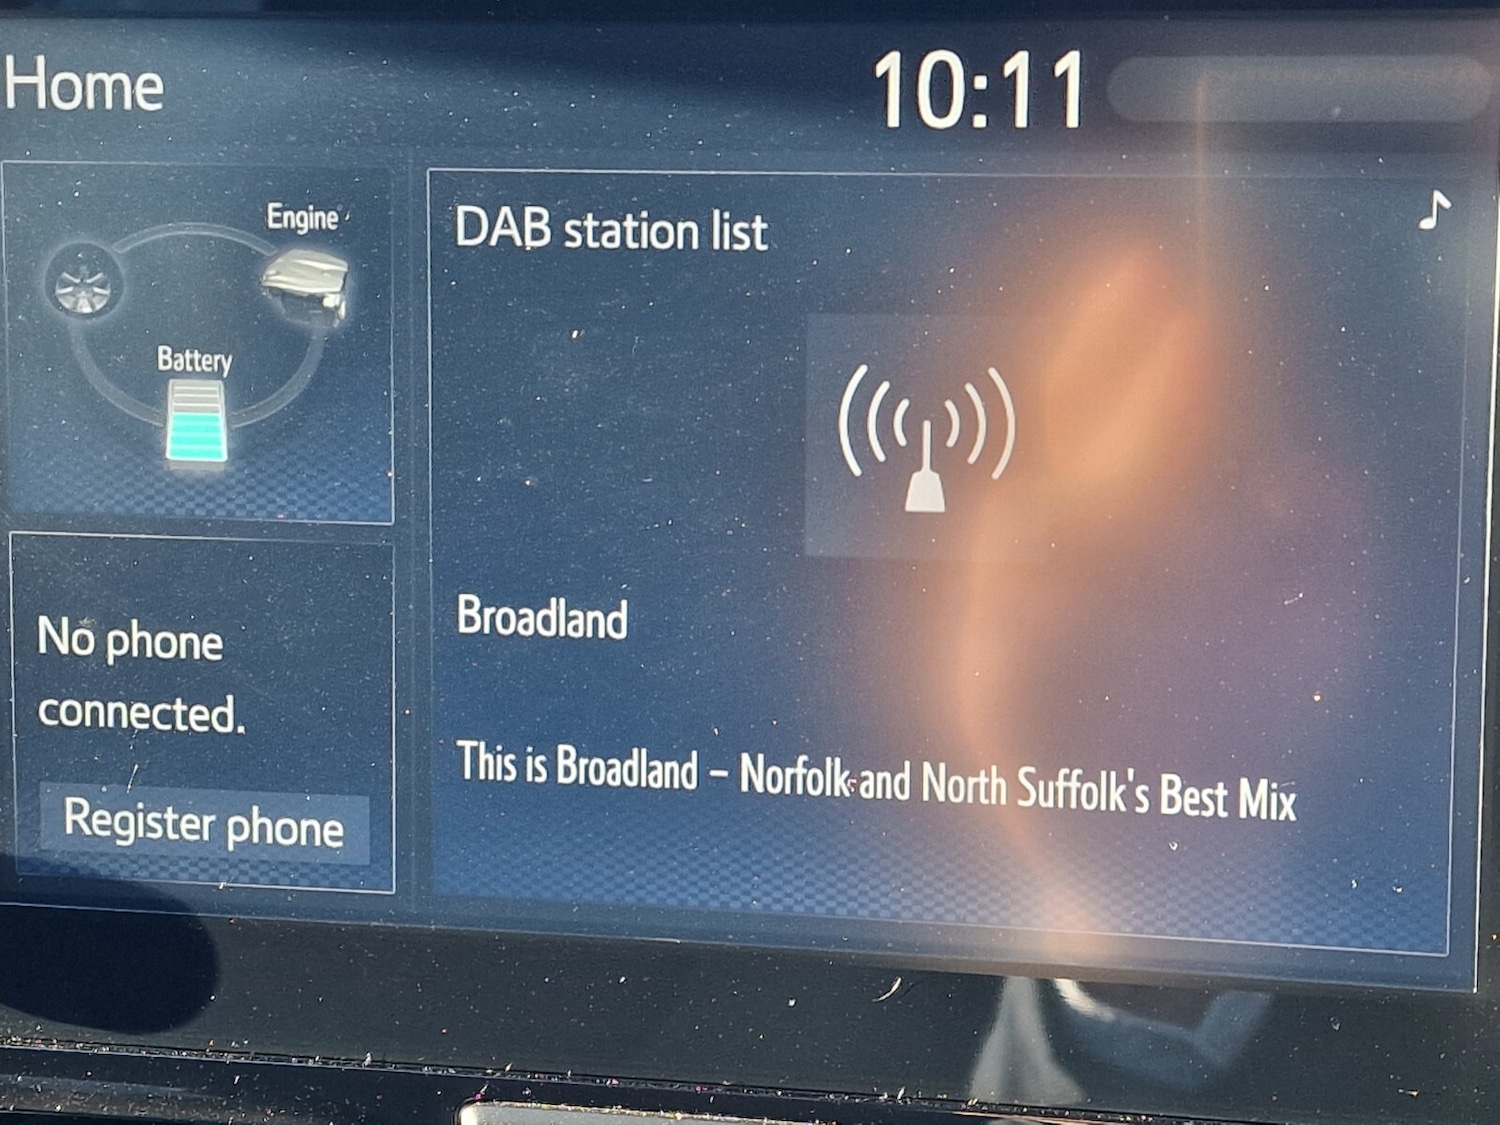 Home
10:11
Engine
Battery
No phone
connected.
Register phone
DAB station list
Broadland
This is Broadland – Norfolk and North Suffolk's Best Mix